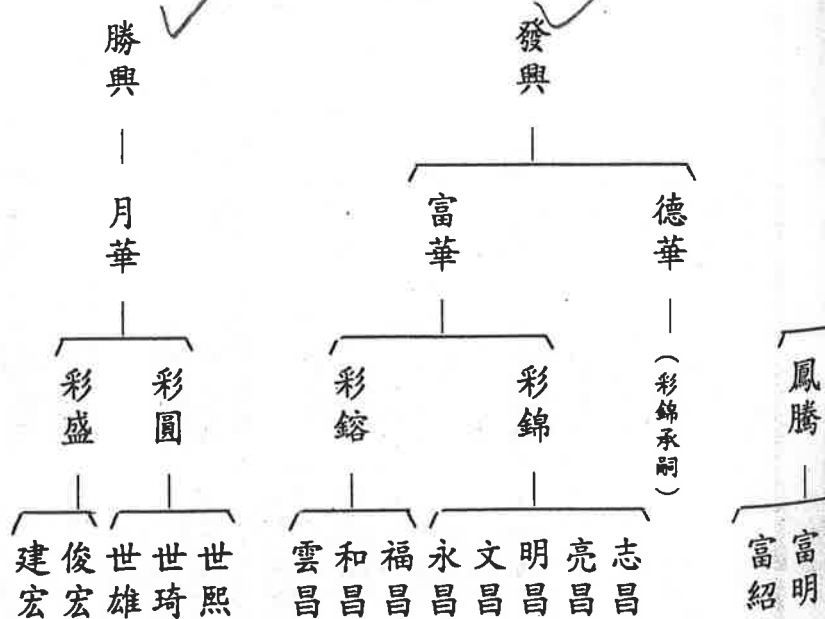 鳳騰
富明
富紹
發興
德華
（彩錦承嗣）
富華
彩錦
彩鎔
志昌
亮昌
明昌
文昌
永昌
福昌
和昌
雲昌
勝興
月華
彩圓
彩盛
世熙
世琦
世雄
俊宏
建宏